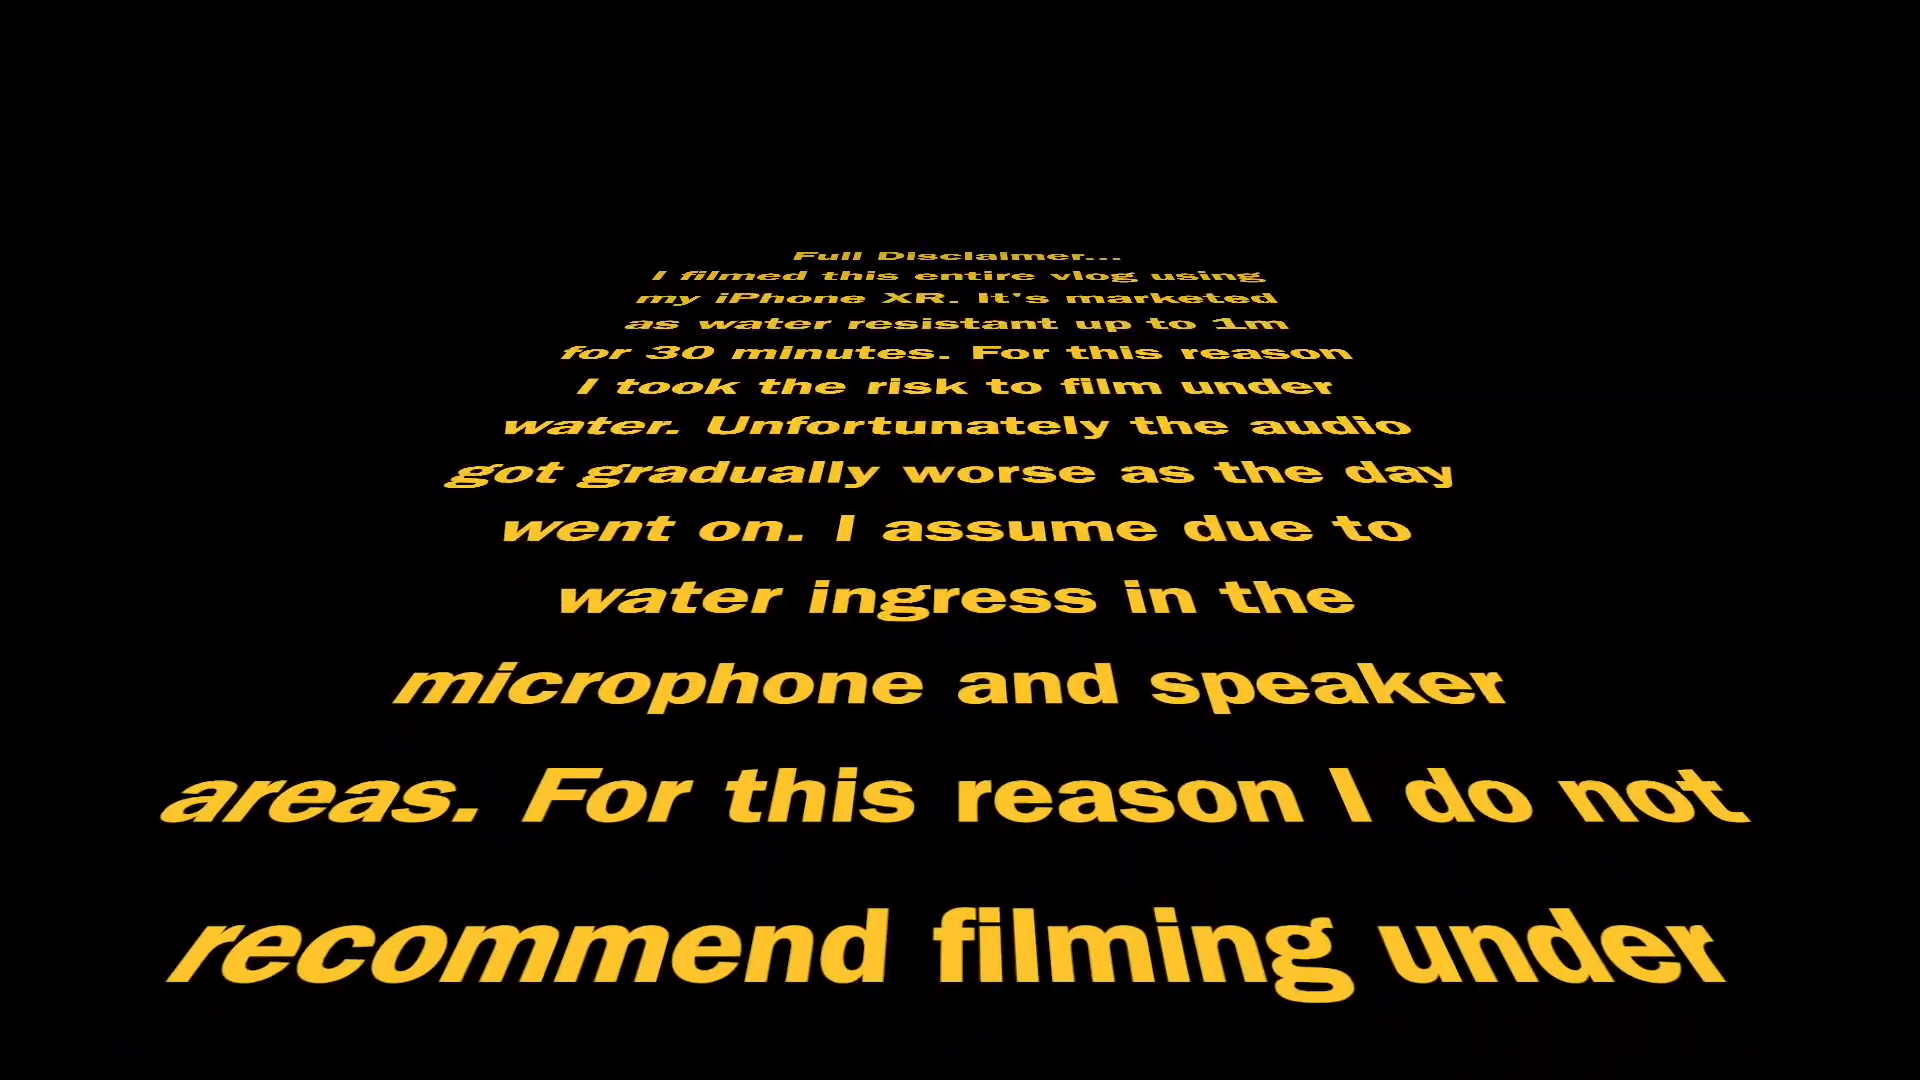 Full Disclaimer...
I filmed this entire vlog using
my iPhone XR. It's marketed
as water resistant up to 1m
for 30 minutes. For this reason
I took the risk to film under
water. Unfortunately the audio
got gradually worse as the day
went on. I assume due to
water ingress in the
microphone and speaker
areas. For this reason I do not
recommend filming under